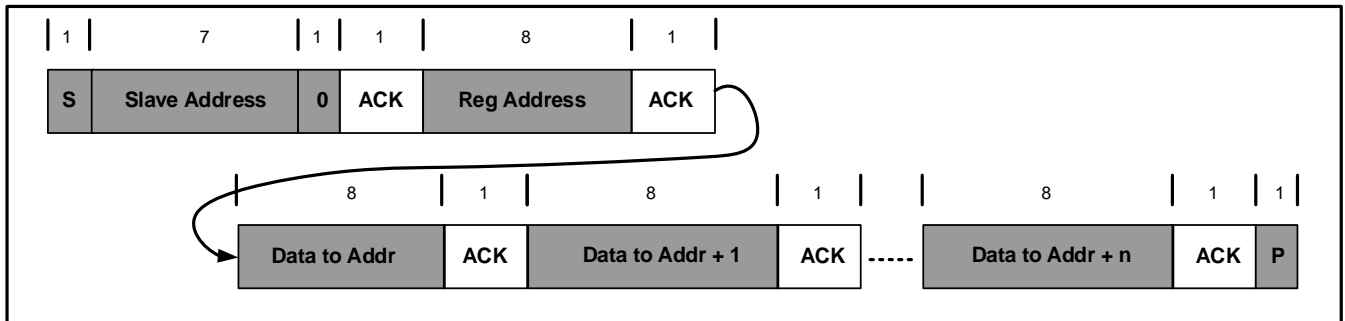 1 7 1 1 8 1
S Slave Address 0 ACK Reg Address ACK
8 1 8 1 8 1 1
Data to Addr ACK Data to Addr + 1 ACK Data to Addr + n ACK P